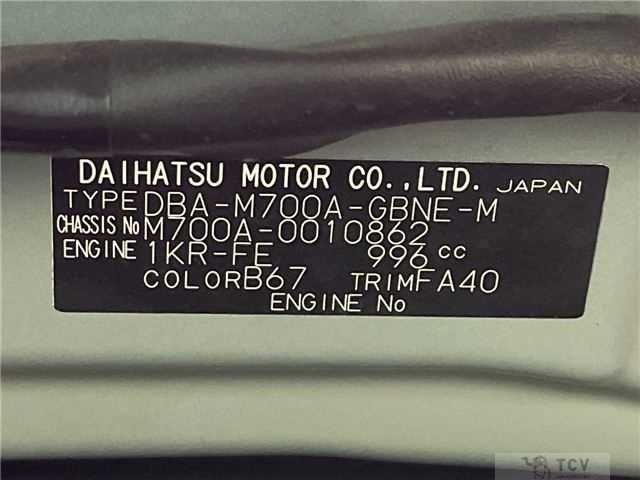 DAIHATSU MOTOR CO.,LTD. JAPAN
TYPE DBA-M700A-GBNE-M
CHASSIS No M700A-0010862
ENGINE 1KR-FE 996 cc
COLOR B67 TRIM FA40
ENGINE No
TCV